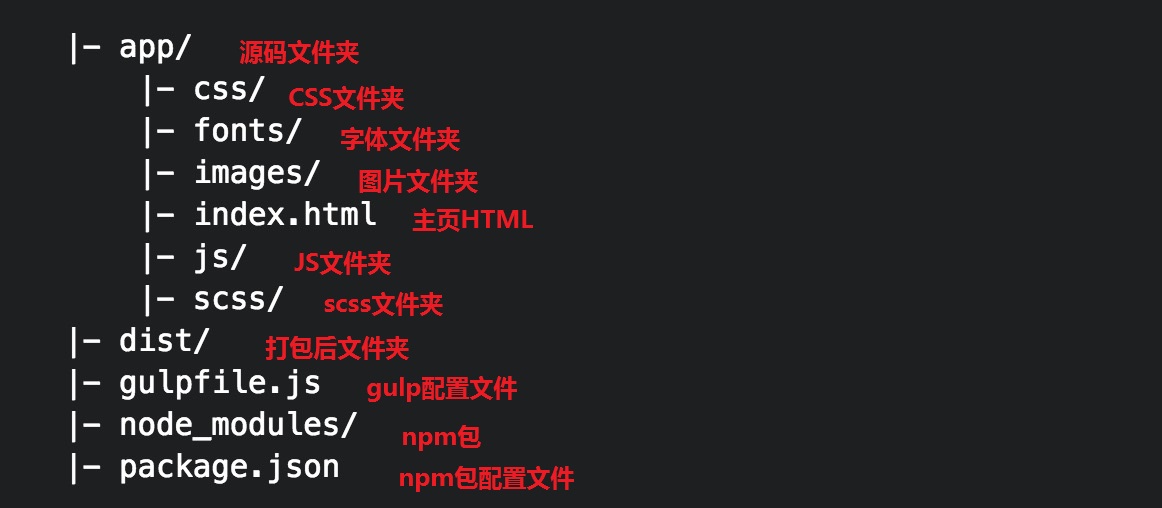 |- app/ 源码文件夹
|- css/ CSS文件夹
|- fonts/ 字体文件夹
|- images/ 图片文件夹
|- index.html 主页HTML
|- js/ JS文件夹
|- scss/ scss文件夹
|- dist/ 打包后文件夹
|- gulpfile.js gulp配置文件
|- node_modules/ npm包
|- package.json npm包配置文件